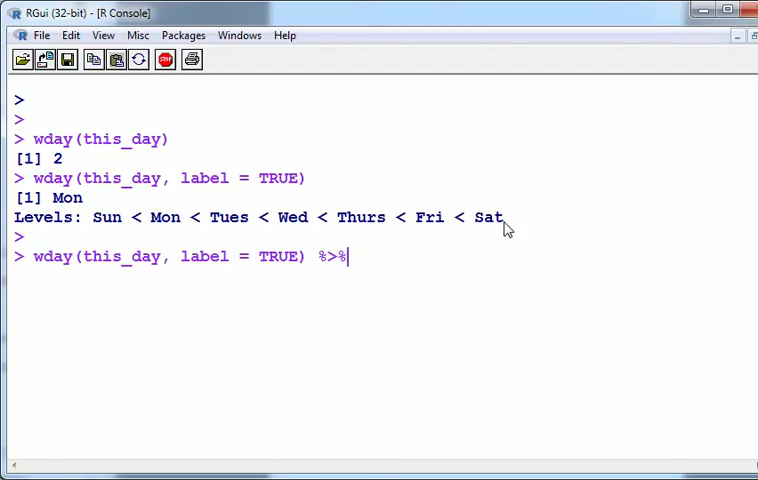 RGui (32-bit) - [R Console]
File Edit View Misc Packages Windows Help
STOP
>
>
> wday(this_day)
[1] 2
> wday(this_day, label = TRUE)
[1] Mon
Levels: Sun < Mon < Tues < Wed < Thurs < Fri < Sat
>
> wday(this_day, label = TRUE) %>%